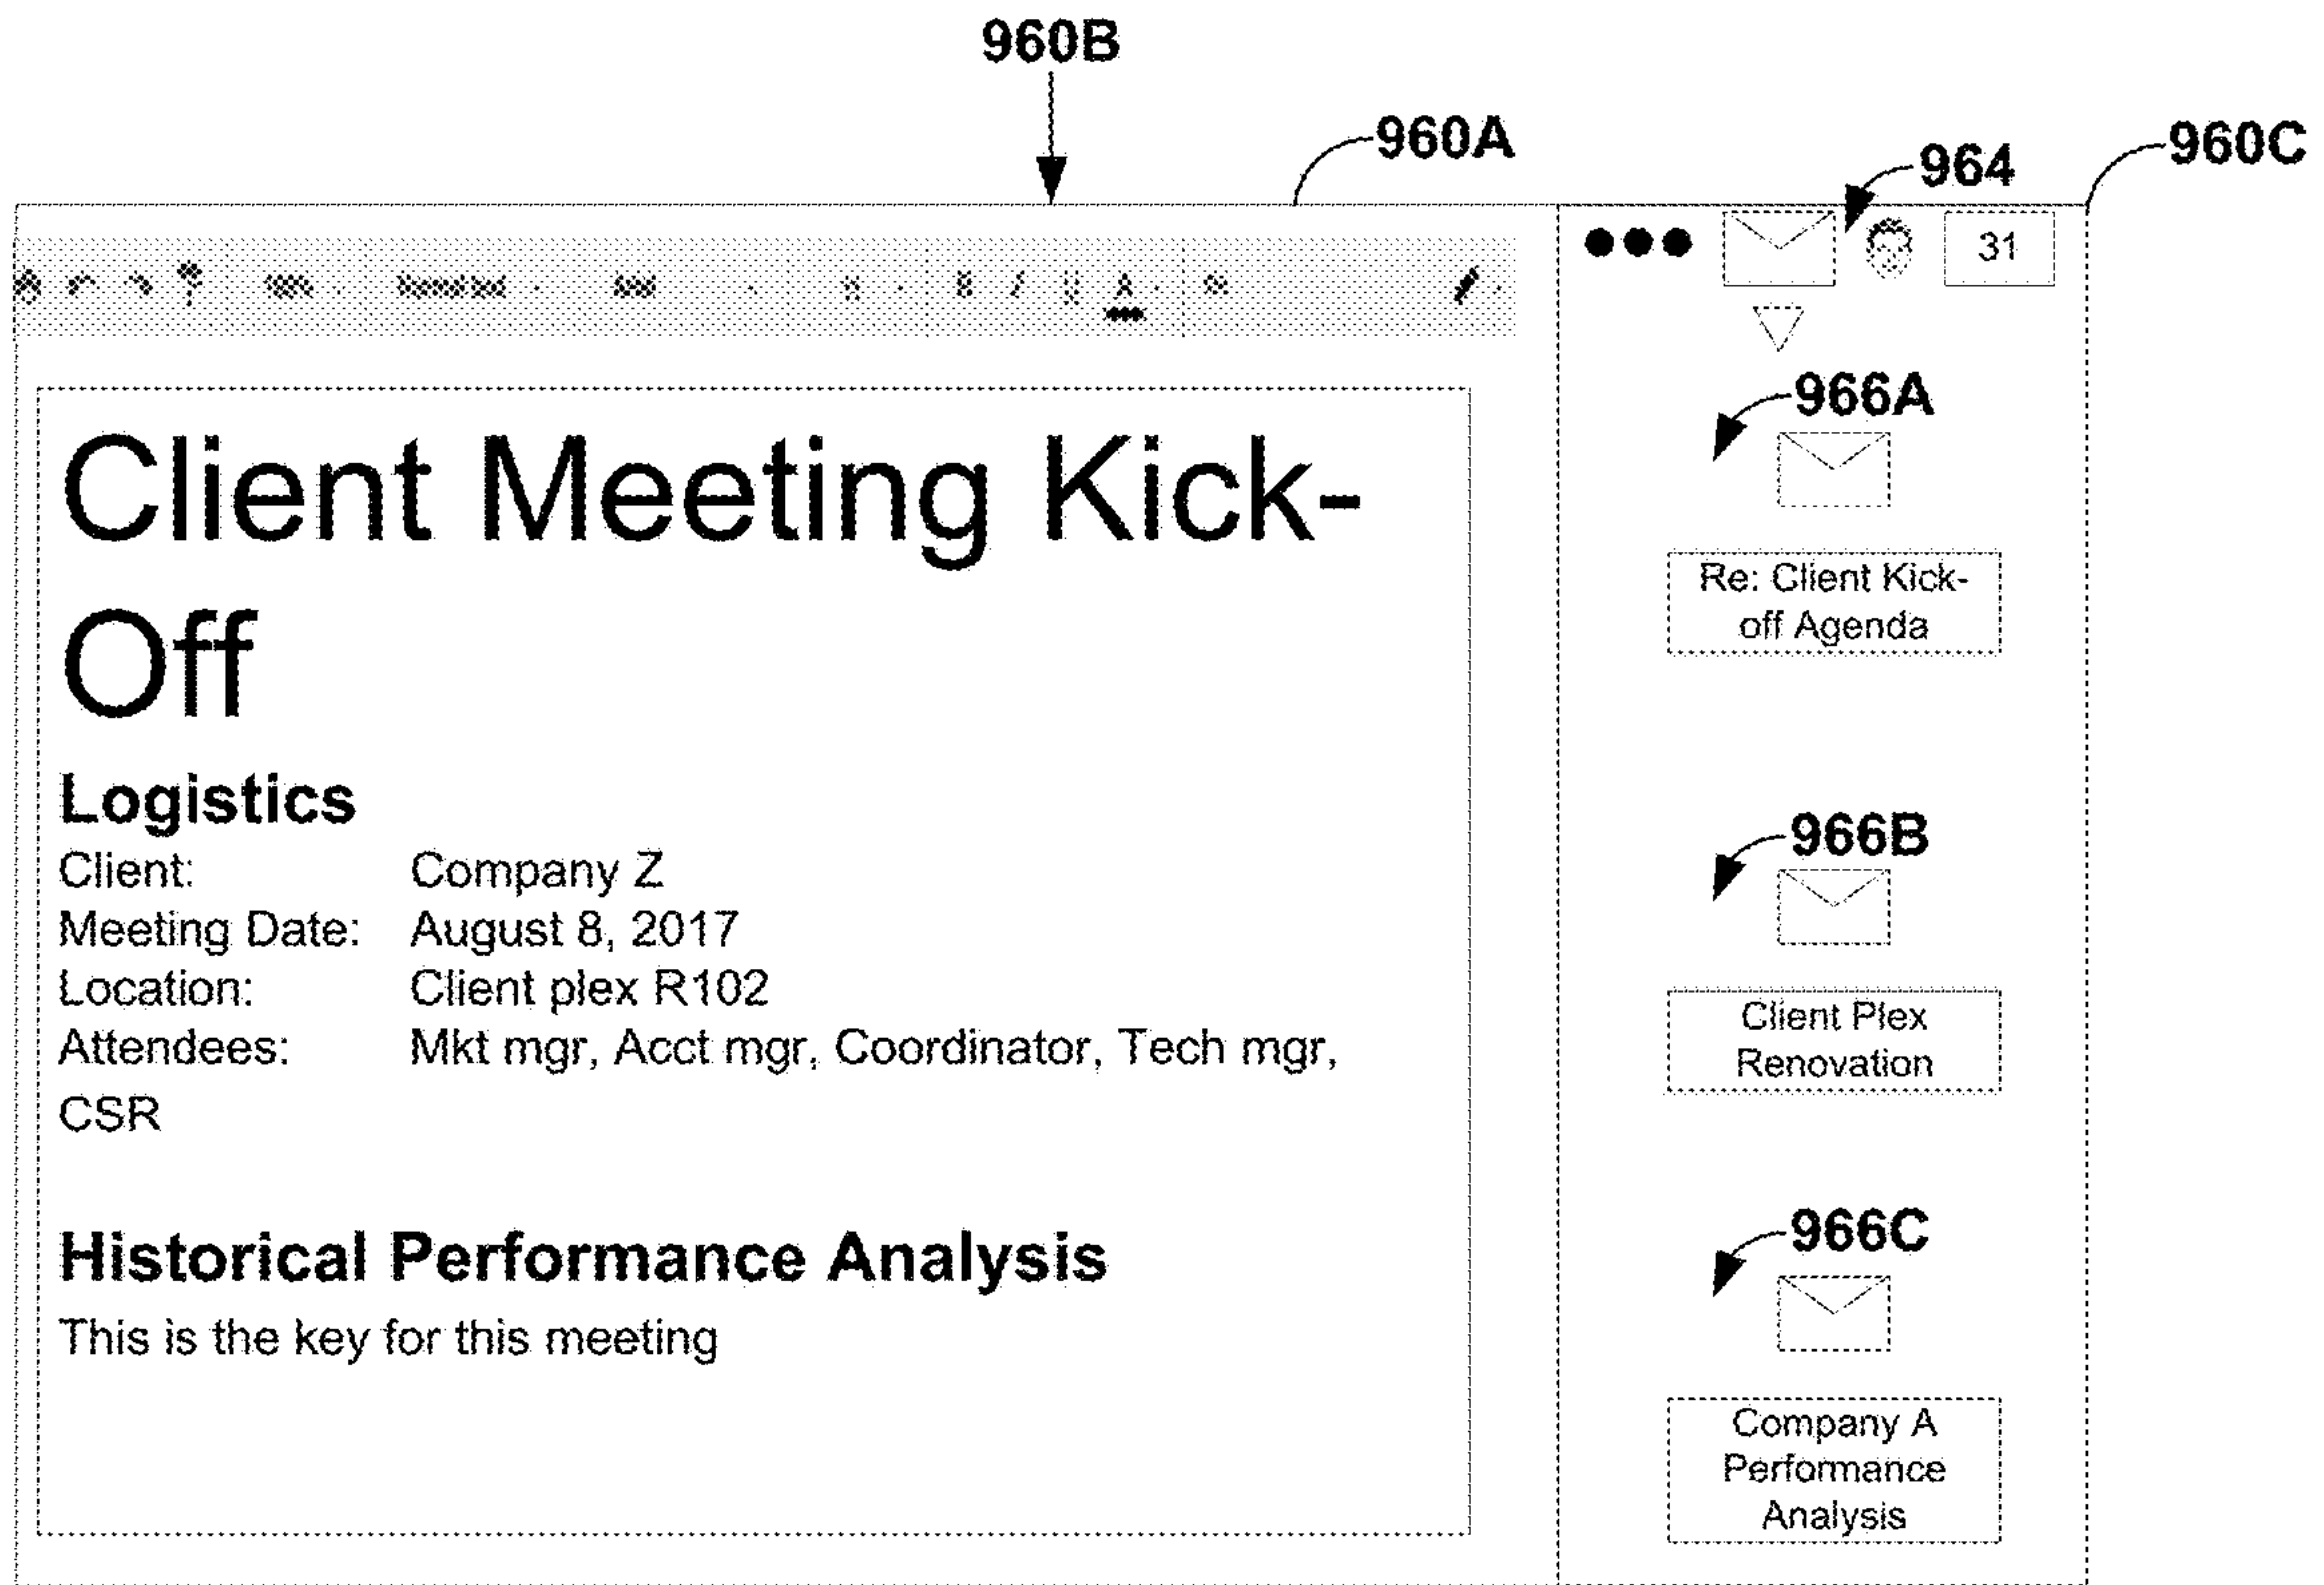 960B
960A
964
960C
31
Client Meeting Kick-
Off
Logistics
Client: Company Z
Meeting Date: August 8, 2017
Location: Client plex R102
Attendees: Mkt mgr, Acct mgr, Coordinator, Tech mgr,
CSR
Historical Performance Analysis
This is the key for this meeting
966A
Re: Client Kick-
off Agenda
966B
Client Plex
Renovation
966C
Company A
Performance
Analysis